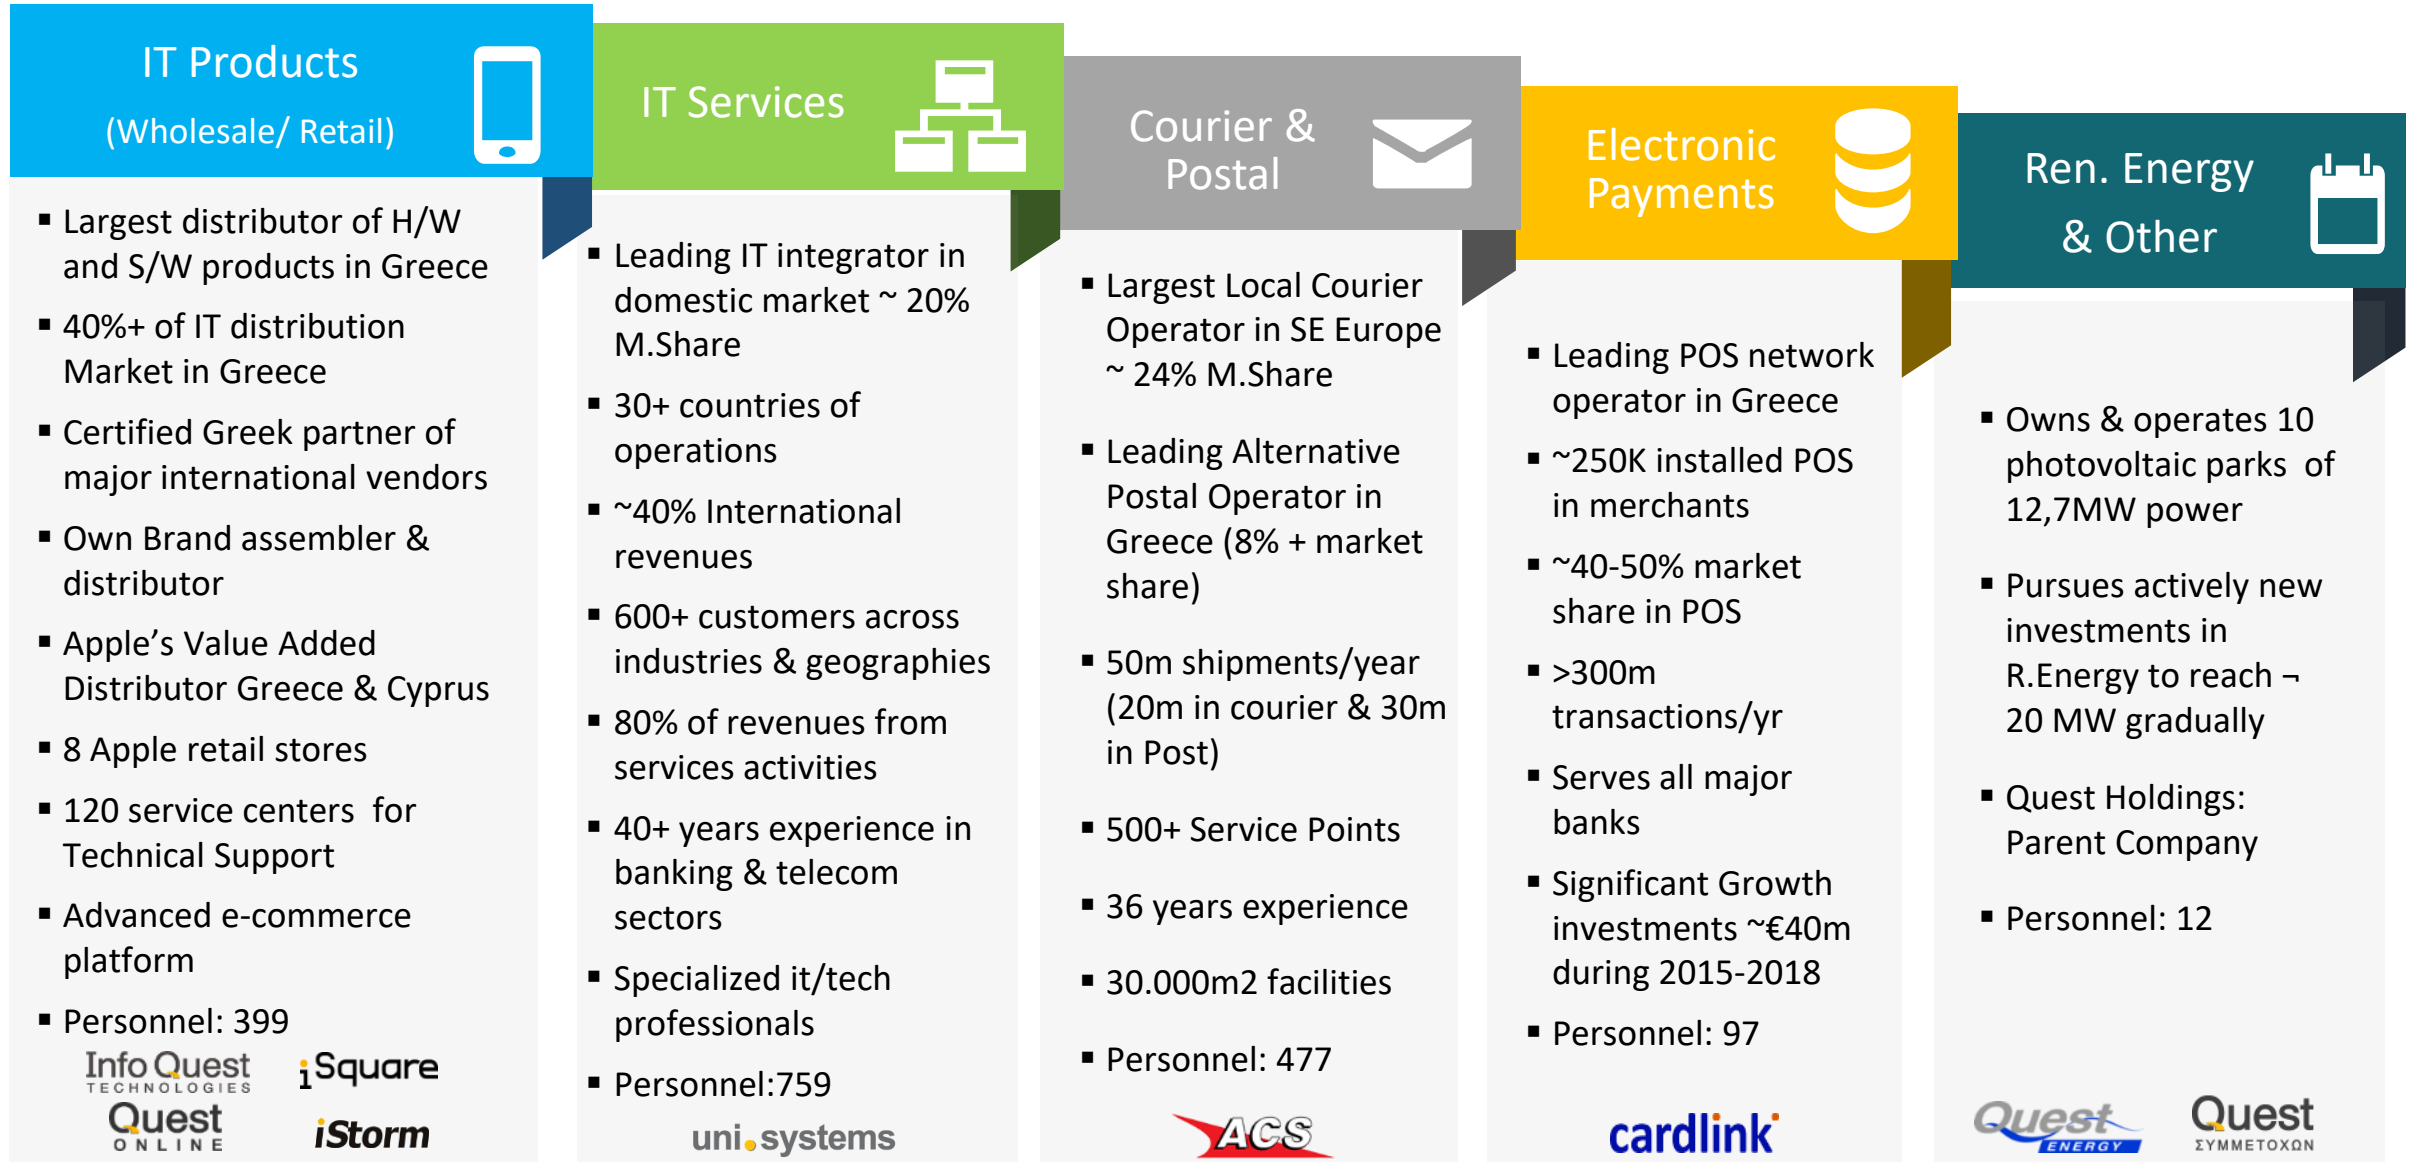 IT Products
(Wholesale/ Retail)
▪ Largest distributor of H/W
and S/W products in Greece
▪ 40%+ of IT distribution
Market in Greece
▪ Certified Greek partner of
major international vendors
▪ Own Brand assembler &
distributor
▪ Apple’s Value Added
Distributor Greece & Cyprus
▪ 8 Apple retail stores
▪ 120 service centers  for
Technical Support
▪ Advanced e-commerce
platform
▪ Personnel: 399
Info Quest
TECHNOLOGIES
iSquare
Quest
ONLINE
iStorm
IT Services
▪ Leading IT integrator in
domestic market ~ 20%
M.Share
▪ 30+ countries of
operations
▪ ~40% International
revenues
▪ 600+ customers across
industries & geographies
▪ 80% of revenues from
services activities
▪ 40+ years experience in
banking & telecom
sectors
▪ Specialized it/tech
professionals
▪ Personnel:759
uni.systems
Courier &
Postal
▪ Largest Local Courier
Operator in SE Europe
~ 24% M.Share
▪ Leading Alternative
Postal Operator in
Greece (8% + market
share)
▪ 50m shipments/year
(20m in courier & 30m
in Post)
▪ 500+ Service Points
▪ 36 years experience
▪ 30.000m2 facilities
▪ Personnel: 477
ACS
Electronic
Payments
▪ Leading POS network
operator in Greece
▪ ~250K installed POS
in merchants
▪ ~40-50% market
share in POS
▪ >300m
transactions/yr
▪ Serves all major
banks
▪ Significant Growth
investments ~€40m
during 2015-2018
▪ Personnel: 97
cardlink
Ren. Energy
& Other
▪ Owns & operates 10
photovoltaic parks  of
12,7MW power
▪ Pursues actively new
investments in
R.Energy to reach ¬
20 MW gradually
▪ Quest Holdings:
Parent Company
▪ Personnel: 12
Quest
ENERGY
Quest
ΣΥΜΜΕΤΟΧΩΝ